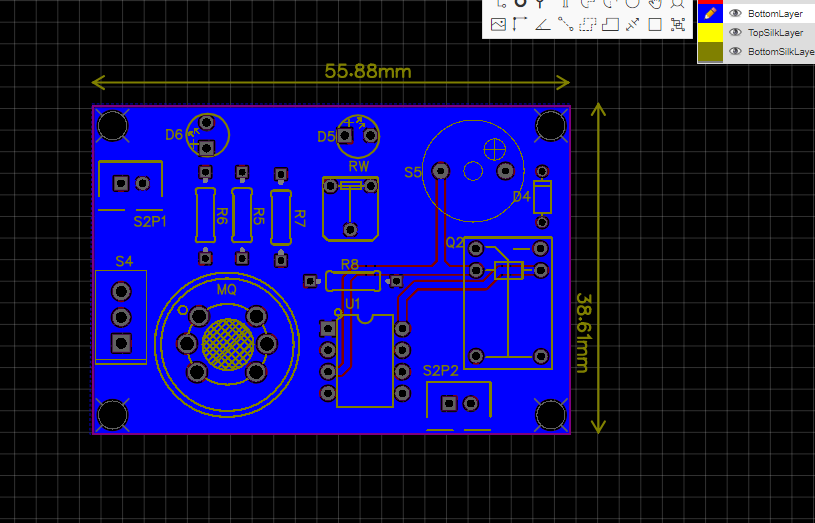 BottomLayer
TopSilkLayer
BottomSilkLaye
55.88mm
D6
D5
RW
S5
D4
S2P1
R6
R5
R7
Q2
S4
R8
MQ
U1
38.61mm
S2P2